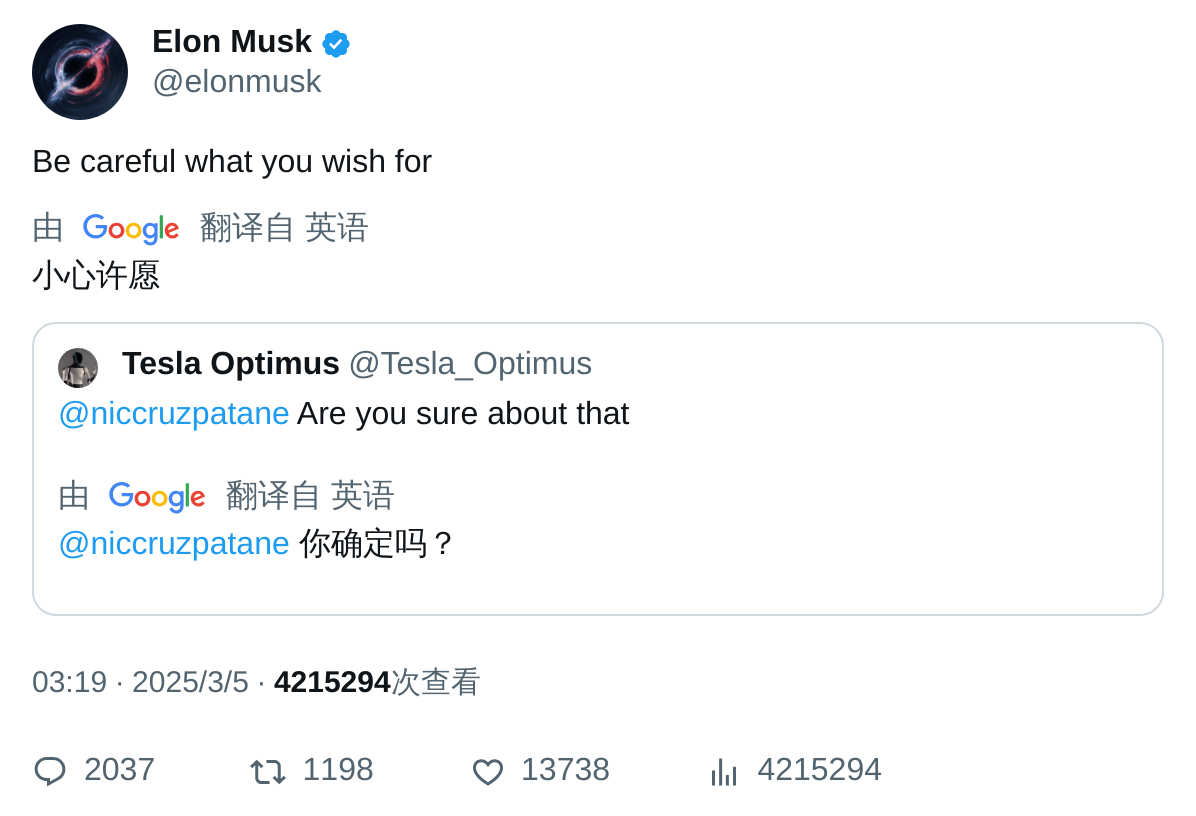 Elon Musk
@elonmusk
Be careful what you wish for
由 Google 翻译自 英语
小心许愿
Tesla Optimus @Tesla_Optimus
@niccruzpatane Are you sure about that
由 Google 翻译自 英语
@niccruzpatane 你确定吗？
03:19 · 2025/3/5 · 4215294次查看
2037 1198 13738 4215294